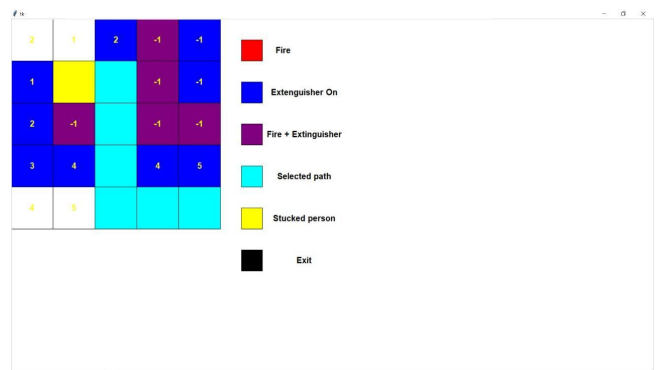 tk
2 1 2 -1 -1
Fire
1 -1 -1
Extenguisher On
2 -1 -1 -1
Fire + Extinguisher
3 4 4 5
Selected path
4 5
Stucked person
Exit